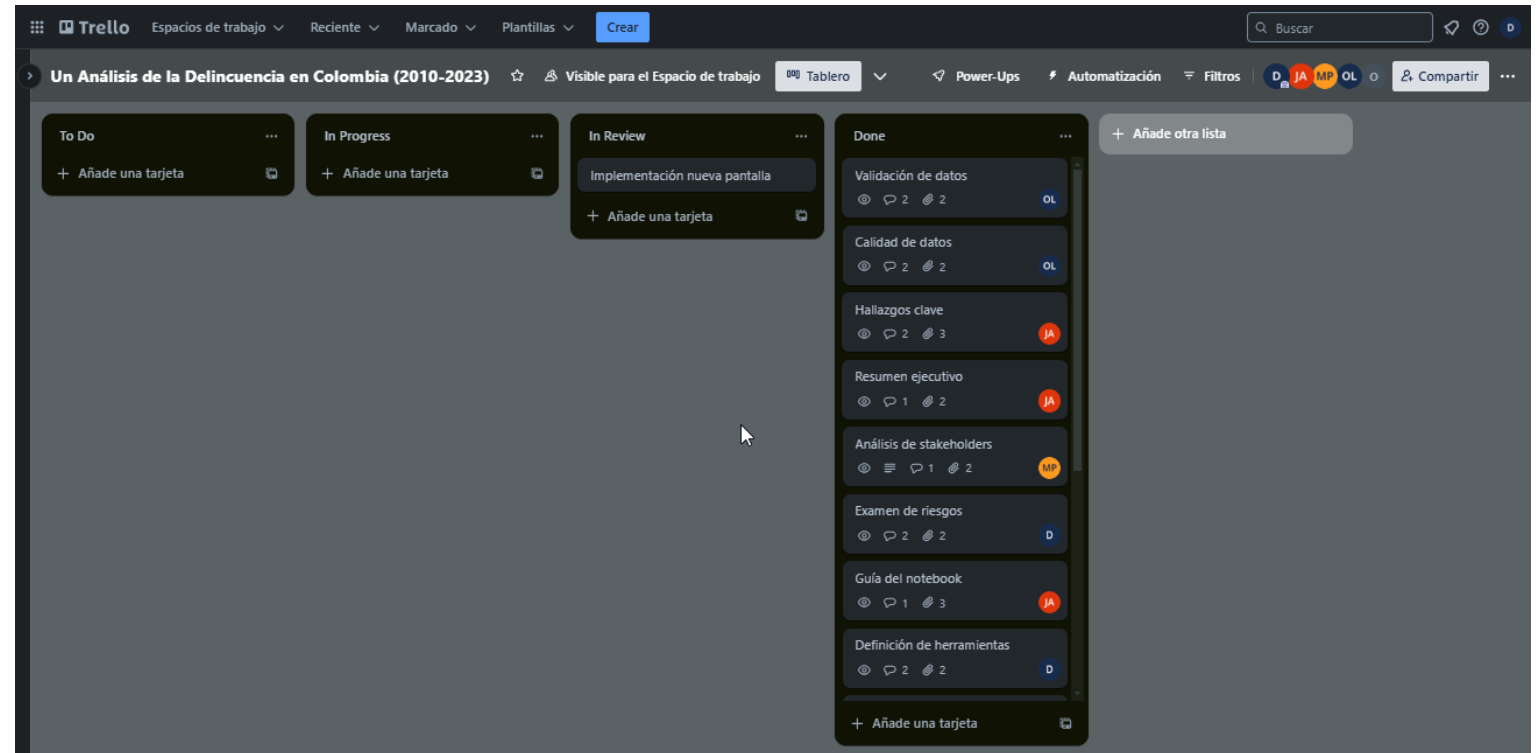 Trello Espacios de trabajo Reciente Marcado Plantillas Crear Buscar D
Un Análisis de la Delincuencia en Colombia (2010-2023) Visible para el Espacio de trabajo Tablero Power-Ups Automatización Filtros D JA MP OL O Compartir
To Do
Añade una tarjeta
In Progress
Añade una tarjeta
In Review
Implementación nueva pantalla
Añade una tarjeta
Done
Validación de datos
2 2 OL
Calidad de datos
2 2 OL
Hallazgos clave
2 3 JA
Resumen ejecutivo
1 2 JA
Análisis de stakeholders
1 2 MP
Examen de riesgos
2 2 D
Guía del notebook
1 3 JA
Definición de herramientas
2 2 D
Añade una tarjeta
Añade otra lista